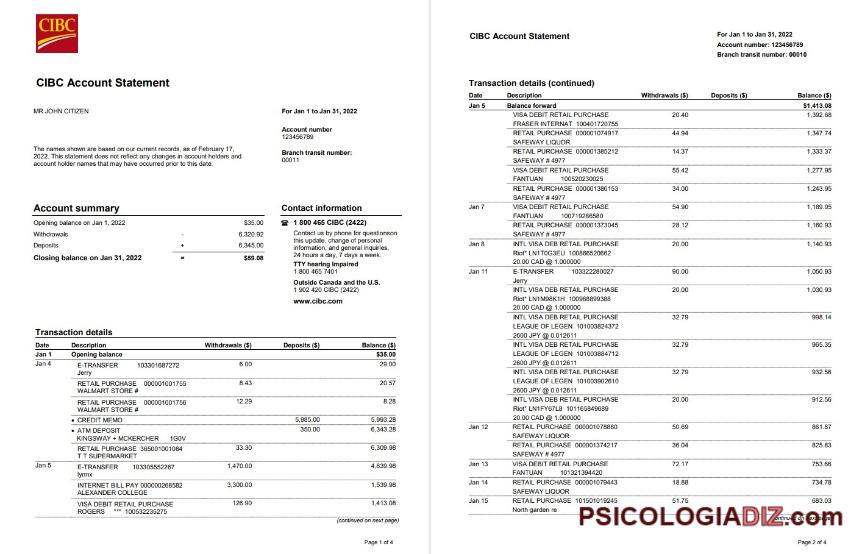 CIBC
CIBC Account Statement
MR JOHN CITIZEN
For Jan 1 to Jan 31, 2022
Account number
123456789
Branch transit number:
00011
The names shown are based on our current records, as of February 17,
2022. This statement does not reflect any changes in account holders and
account holder names that may have occurred prior to this date.
Account summary
Opening balance on Jan 1, 2022 $35.00
Withdrawals - 6,320.92
Deposits + 6,345.00
Closing balance on Jan 31, 2022 = $59.08
Contact information
1 800 465 CIBC (2422)
Contact us by phone for questionson
this update, change of personal
information, and general inquiries,
24 hours a day, 7 days a week.
TTY hearing impaired
1 800 465 7401
Outside Canada and the U.S.
1 902 420 CIBC (2422)
www.cibc.com
Transaction details
Date Description Withdrawals ($) Deposits ($) Balance ($)
Jan 1 Opening balance $35.00
Jan 4 E-TRANSFER 103301687272 6.00 29.00
Jerry
RETAIL PURCHASE 000001001755 8.43 20.57
WALMART STORE #
RETAIL PURCHASE 000001001756 12.29 8.28
WALMART STORE #
• CREDIT MEMO 5,985.00 5,993.28
• ATM DEPOSIT 350.00 6,343.28
KINGSWAY + MCKERCHER 1G0V
RETAIL PURCHASE 365001001084 33.30 6,309.98
T T SUPERMARKET
Jan 5 E-TRANSFER 103305552267 1,470.00 4,839.98
lyrmx
INTERNET BILL PAY 000000268582 3,300.00 1,539.98
ALEXANDER COLLEGE
VISA DEBIT RETAIL PURCHASE 126.90 1,413.08
ROGERS *** 100532235275
(continued on next page)
Page 1 of 4
CIBC Account Statement
For Jan 1 to Jan 31, 2022
Account number: 123456789
Branch transit number: 00010
Transaction details (continued)
Date Description Withdrawals ($) Deposits ($) Balance ($)
Jan 5 Balance forward $1,413.08
VISA DEBIT RETAIL PURCHASE 20.40 1,392.68
FRASER INTERNAT 100401720755
RETAIL PURCHASE 000001074917 44.94 1,347.74
SAFEWAY LIQUOR
RETAIL PURCHASE 000001385212 14.37 1,333.37
SAFEWAY # 4977
VISA DEBIT RETAIL PURCHASE 55.42 1,277.95
FANTUAN 100520230025
RETAIL PURCHASE 000001386153 34.00 1,243.95
SAFEWAY # 4977
Jan 7 VISA DEBIT RETAIL PURCHASE 54.90 1,189.05
FANTUAN 100719286580
RETAIL PURCHASE 000001373045 28.12 1,160.93
SAFEWAY # 4977
Jan 8 INTL VISA DEB RETAIL PURCHASE 20.00 1,140.93
Riot* LN1T0G3EU 100886520662
20.00 CAD @ 1.000000
Jan 11 E-TRANSFER 103322280027 90.00 1,050.93
Jerry
INTL VISA DEB RETAIL PURCHASE 20.00 1,030.93
Riot* LN1M98K1H 100988899388
20.00 CAD @ 1.000000
INTL VISA DEB RETAIL PURCHASE 32.79 998.14
LEAGUE OF LEGEN 101003824372
2600 JPY @ 0.012611
INTL VISA DEB RETAIL PURCHASE 32.79 965.35
LEAGUE OF LEGEN 101003884712
2600 JPY @ 0.012611
INTL VISA DEB RETAIL PURCHASE 32.79 932.56
LEAGUE OF LEGEN 101003902610
2600 JPY @ 0.012611
INTL VISA DEB RETAIL PURCHASE 20.00 912.56
Riot* LN1FY67L8 101165849689
20.00 CAD @ 1.000000
Jan 12 RETAIL PURCHASE 000001078880 50.69 861.87
SAFEWAY LIQUOR
RETAIL PURCHASE 000001374217 36.04 825.83
SAFEWAY # 4977
Jan 13 VISA DEBIT RETAIL PURCHASE 72.17 753.66
FANTUAN 101321394420
Jan 14 RETAIL PURCHASE 000001079443 18.88 734.78
SAFEWAY LIQUOR
Jan 15 RETAIL PURCHASE 101501019245 51.75 683.03
North garden re
PSICOLOGIADIZ.com
Page 2 of 4